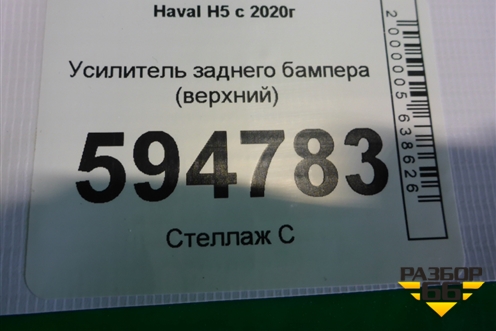 Haval H5 с 2020г
Усилитель заднего бампера
(верхний)
594783
Стеллаж С
2000005638626
РАЗБОР
66